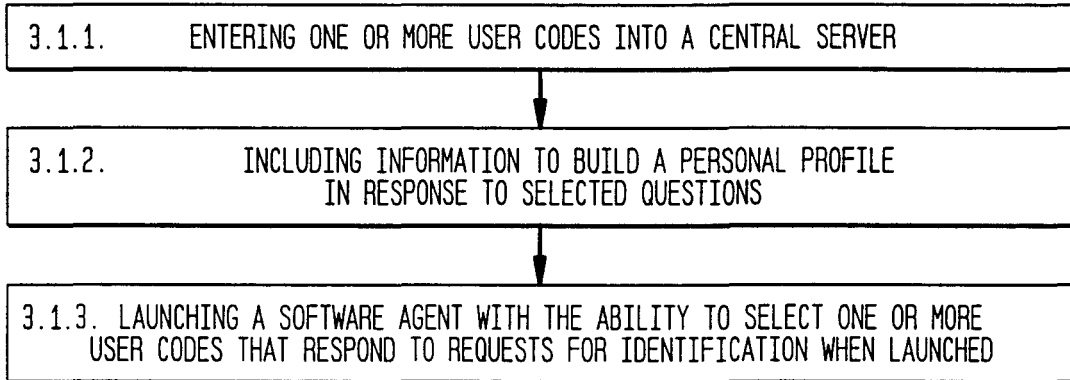 3.1.1. ENTERING ONE OR MORE USER CODES INTO A CENTRAL SERVER
3.1.2. INCLUDING INFORMATION TO BUILD A PERSONAL PROFILE
IN RESPONSE TO SELECTED QUESTIONS
3.1.3. LAUNCHING A SOFTWARE AGENT WITH THE ABILITY TO SELECT ONE OR MORE
USER CODES THAT RESPOND TO REQUESTS FOR IDENTIFICATION WHEN LAUNCHED